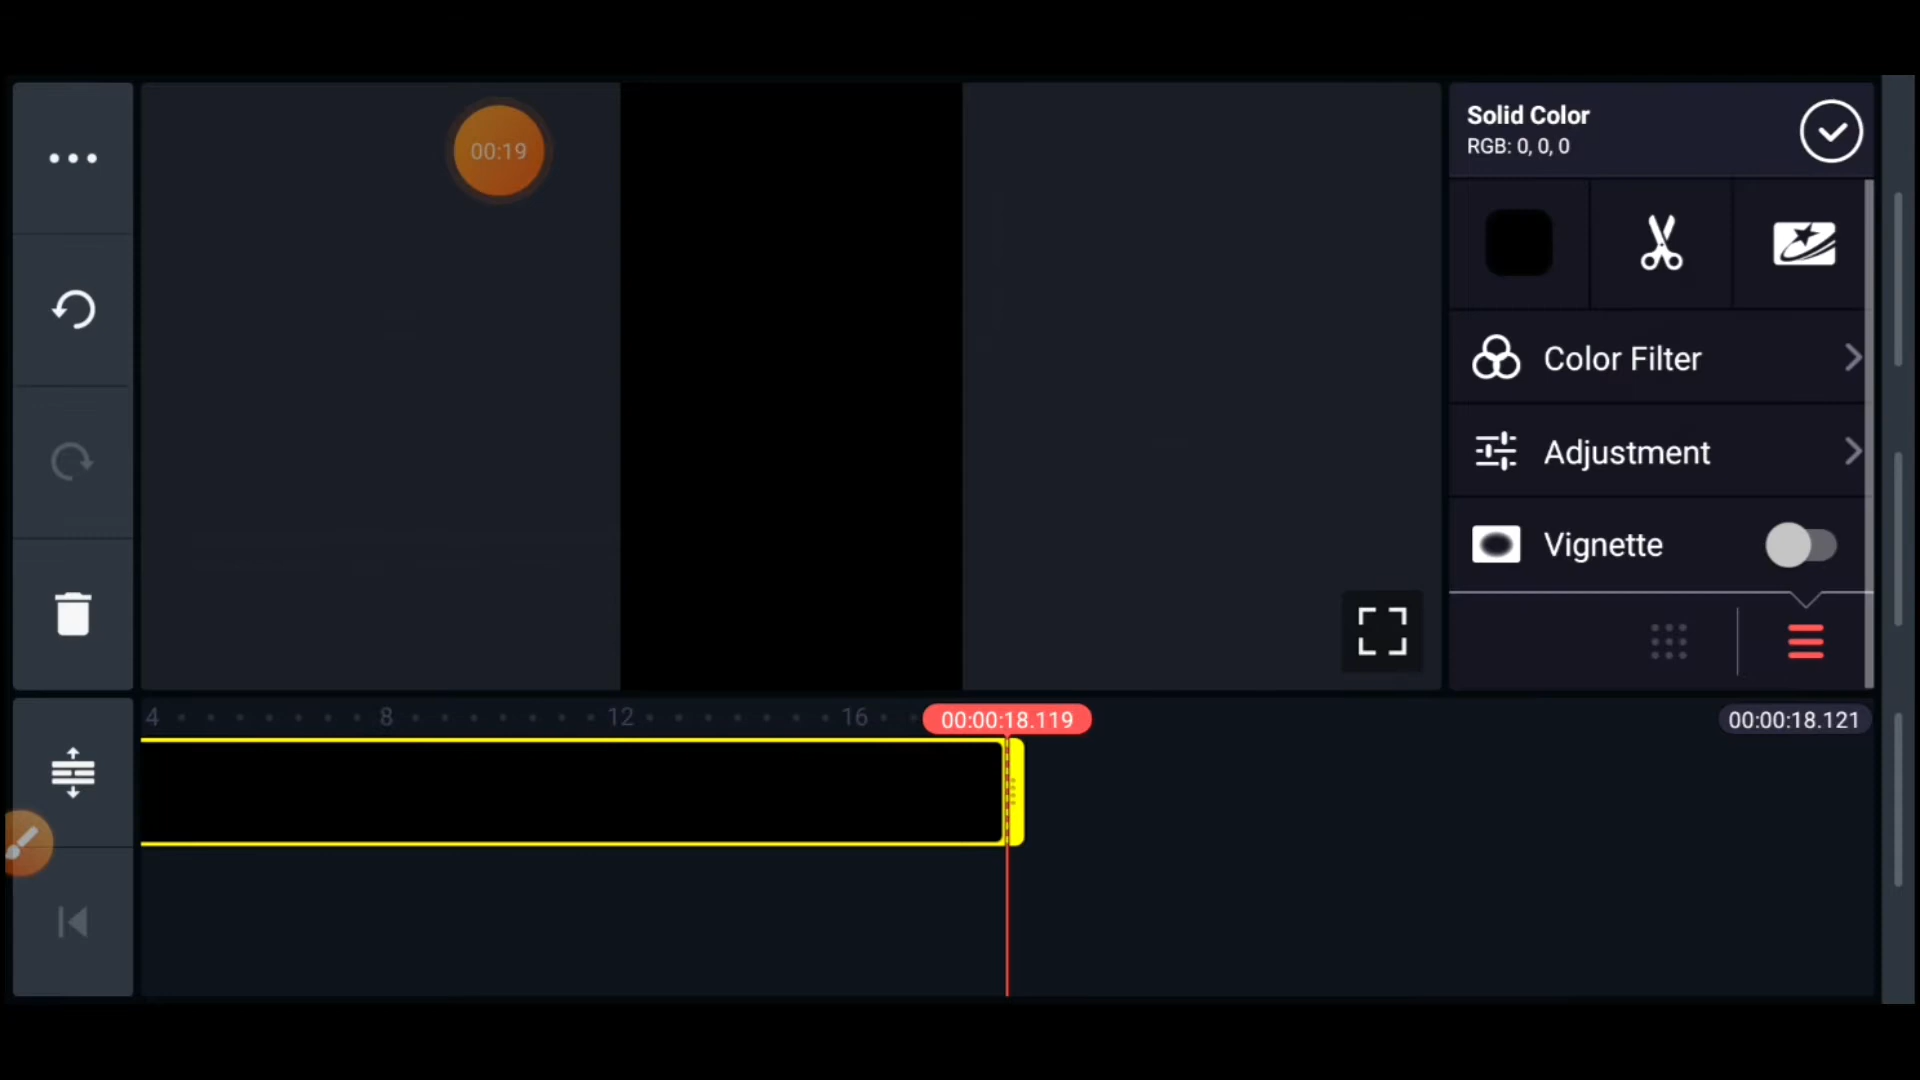 00:19
Solid Color
RGB: 0, 0, 0
Color Filter
Adjustment
Vignette
4 8 12 16 00:00:18.119 00:00:18.121